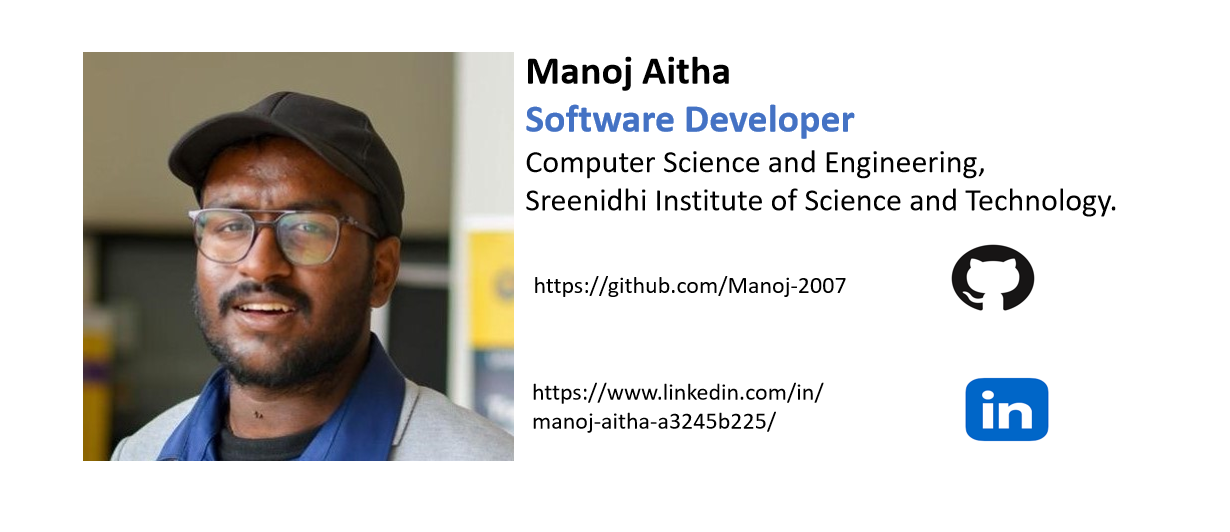 Manoj Aitha
Software Developer
Computer Science and Engineering,
Sreenidhi Institute of Science and Technology.
https://github.com/Manoj-2007
https://www.linkedin.com/in/
manoj-aitha-a3245b225/
in